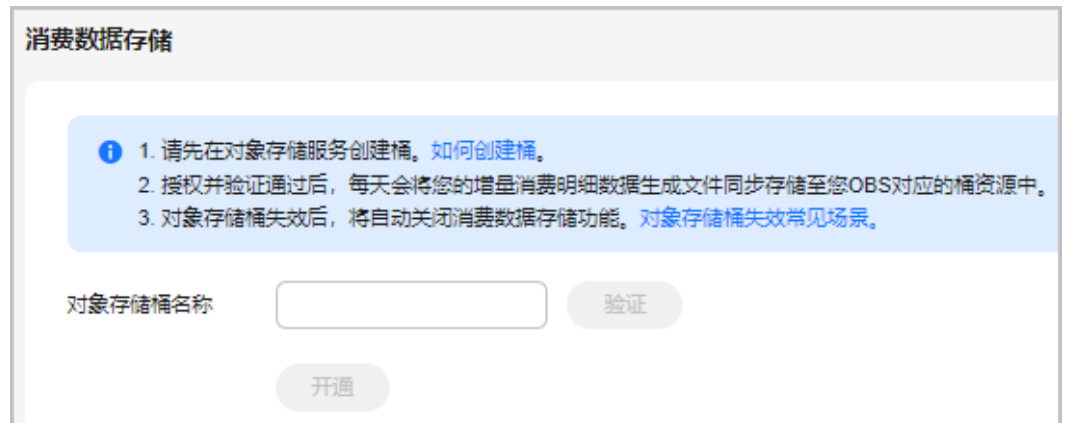 消费数据存储
1. 请先在对象存储服务创建桶。如何创建桶。
2. 授权并验证通过后，每天会将您的增量消费明细数据生成文件同步存储至您OBS对应的桶资源中。
3. 对象存储桶失效后，将自动关闭消费数据存储功能。对象存储桶失效常见场景。
对象存储桶名称 验证
开通